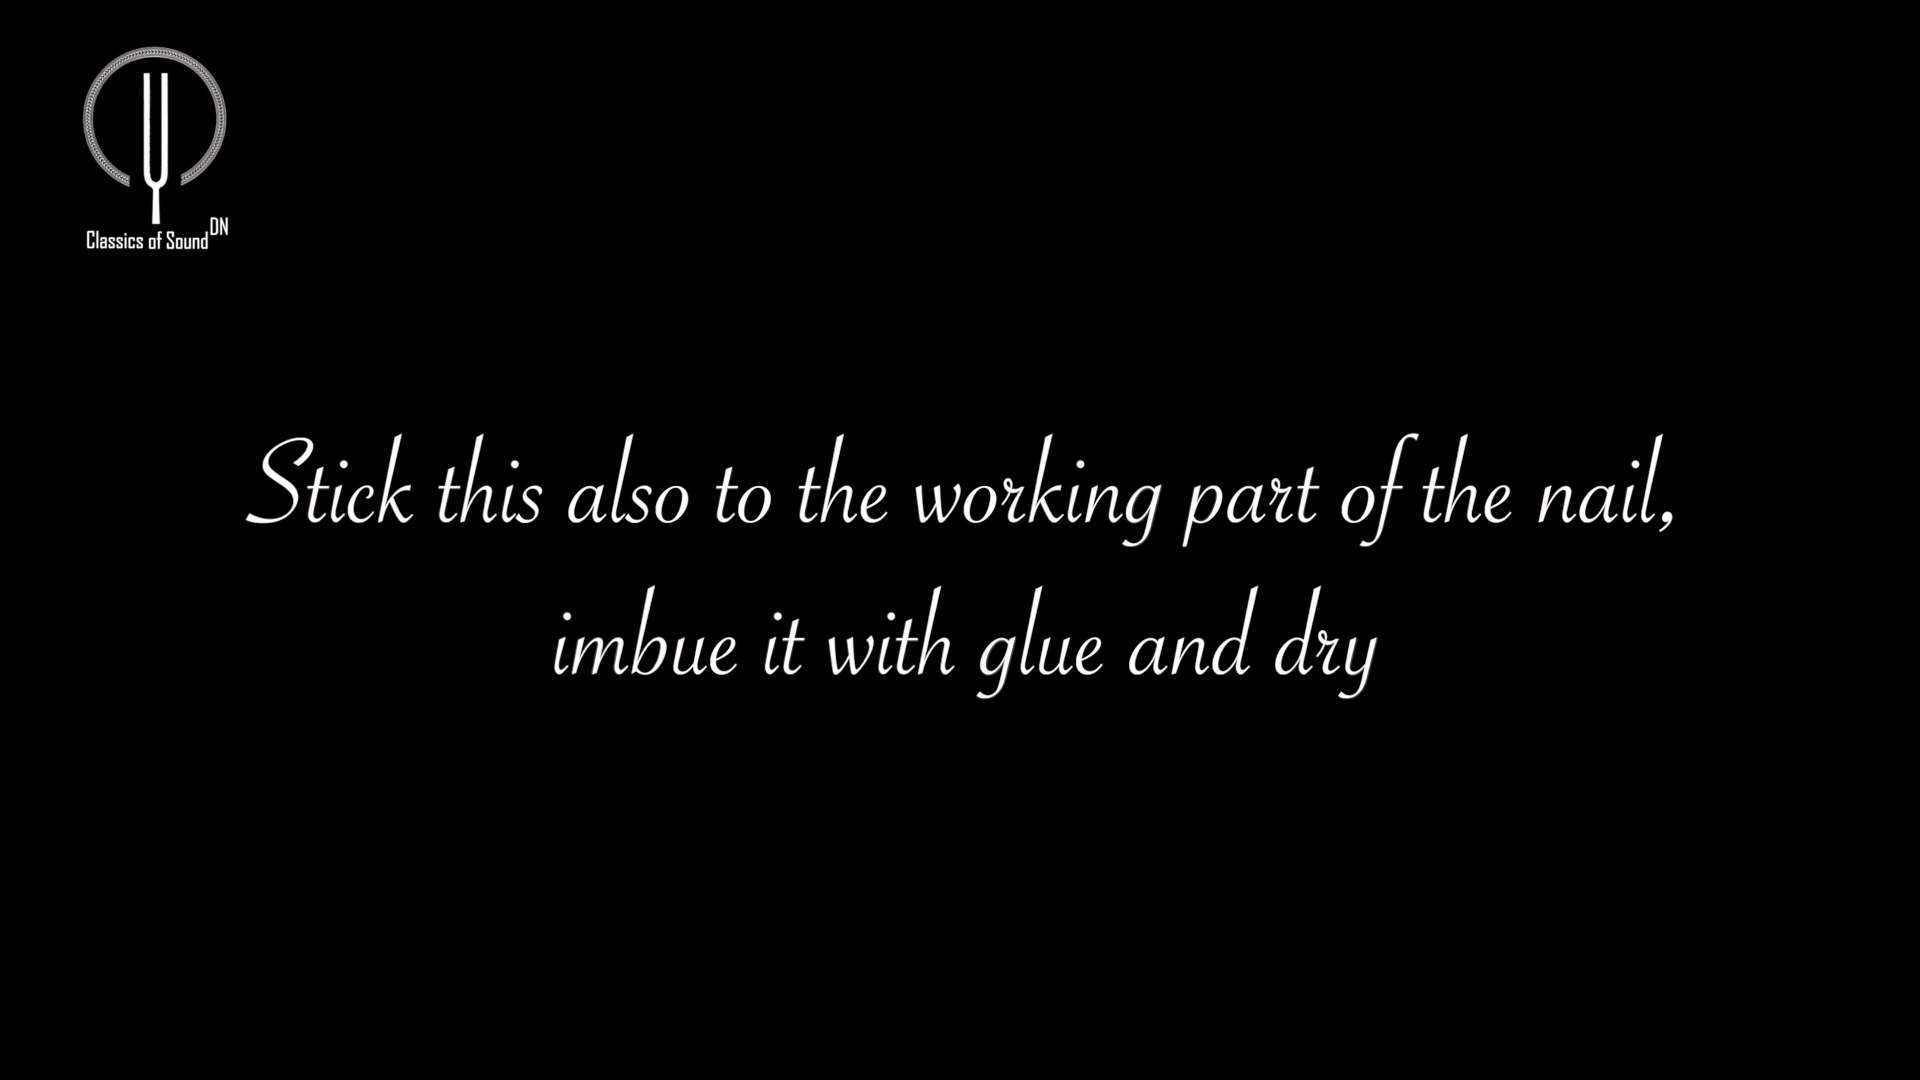 Classics of Sound DN
Stick this also to the working part of the nail,
imbue it with glue and dry